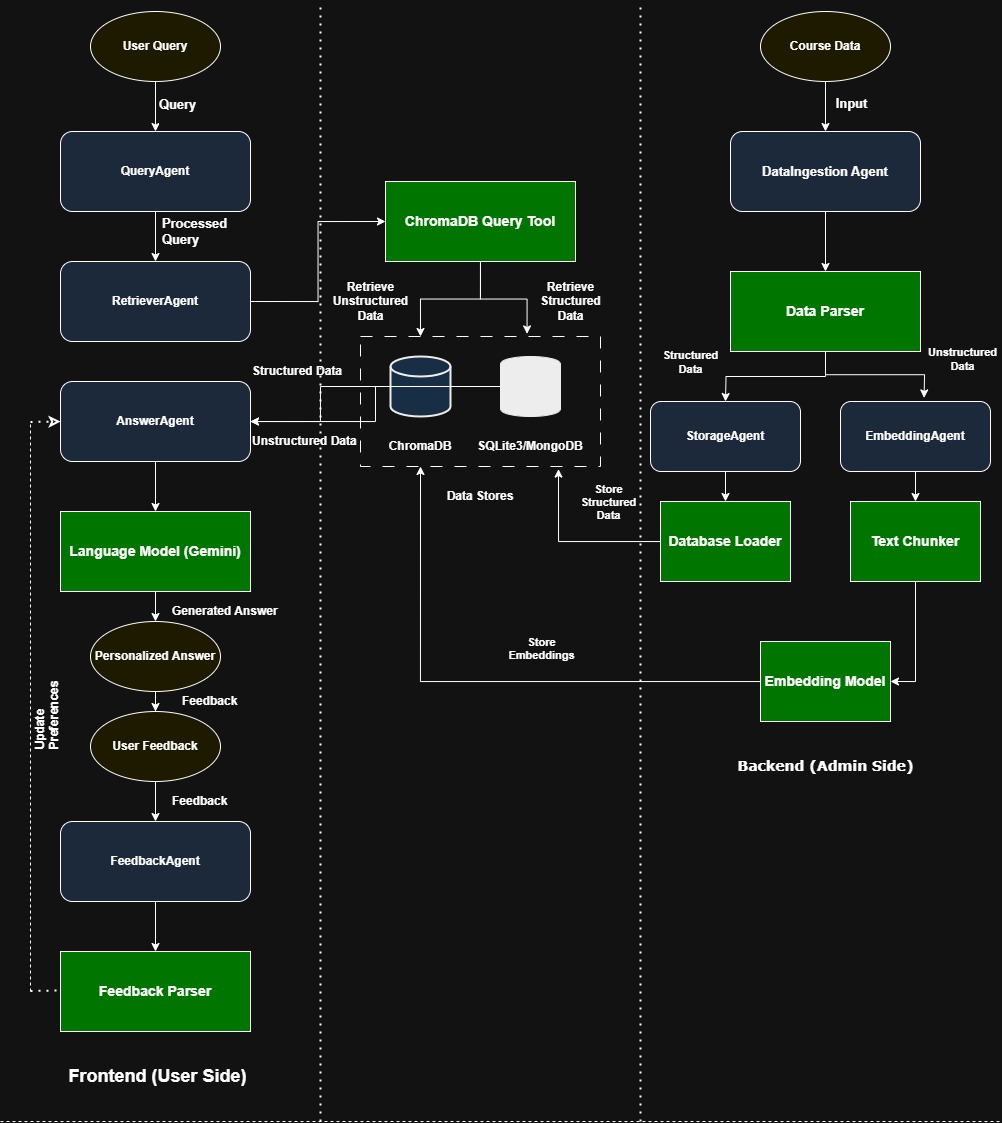 User Query
Query
QueryAgent
Processed
Query
RetrieverAgent
AnswerAgent
Language Model (Gemini)
Generated Answer
Personalized Answer
Feedback
User Feedback
Feedback
FeedbackAgent
Feedback Parser
Update
Preferences
Frontend (User Side)
ChromaDB Query Tool
Retrieve
Unstructured
Data
Retrieve
Structured
Data
Structured Data
Unstructured Data
ChromaDB
SQLite3/MongoDB
Data Stores
Store
Structured
Data
Store
Embeddings
Course Data
Input
DataIngestion Agent
Data Parser
Structured
Data
Unstructured
Data
StorageAgent
EmbeddingAgent
Database Loader
Text Chunker
Embedding Model
Backend (Admin Side)